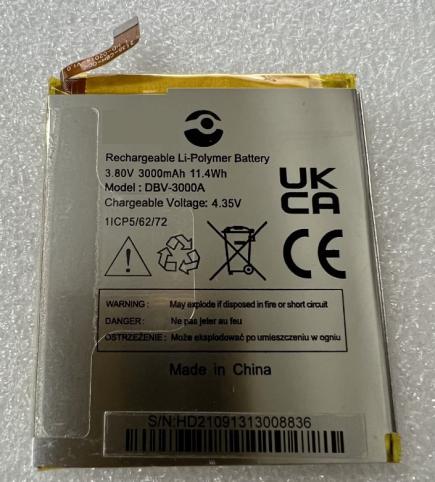 Rechargeable Li-Polymer Battery
3.80V 3000mAh 11.4Wh
Model : DBV-3000A
Chargeable Voltage: 4.35V
1ICP5/62/72
UK
CA
CE
WARNING : May explode if disposed in fire or short circuit
DANGER : Ne pas jeter au feu
OSTRZEŻENIE : Może eksplodować po umieszczeniu w ogniu
Made in China
S/N:HD21091313008836